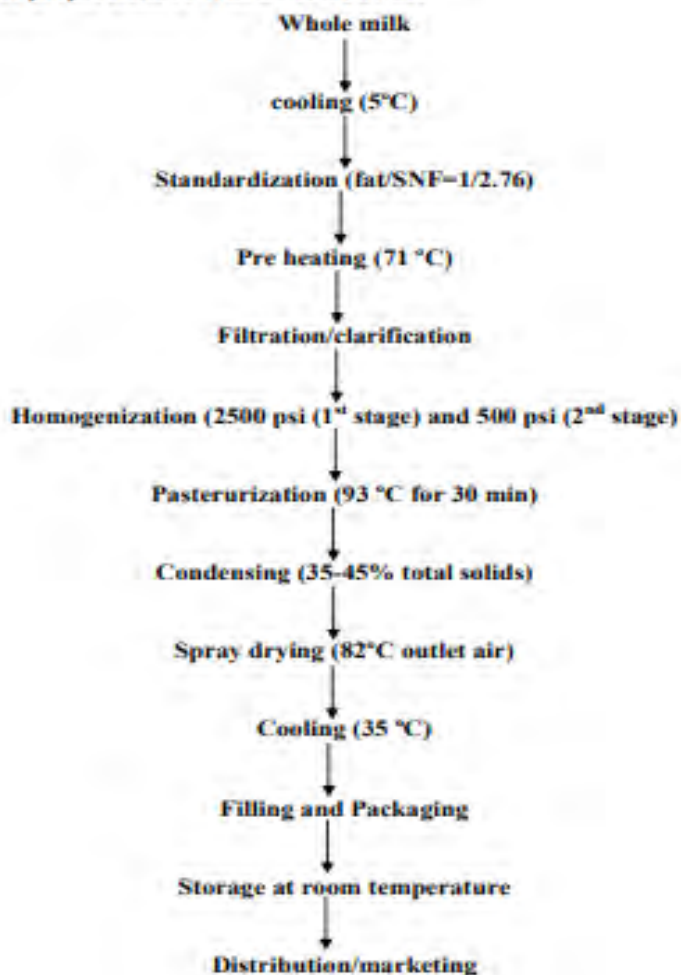 Whole milk
cooling (5°C)
Standardization (fat/SNF=1/2.76)
Pre heating (71 °C)
Filtration/clarification
Homogenization (2500 psi (1st stage) and 500 psi (2nd stage)
Pasterurization (93 °C for 30 min)
Condensing (35-45% total solids)
Spray drying (82°C outlet air)
Cooling (35 °C)
Filling and Packaging
Storage at room temperature
Distribution/marketing